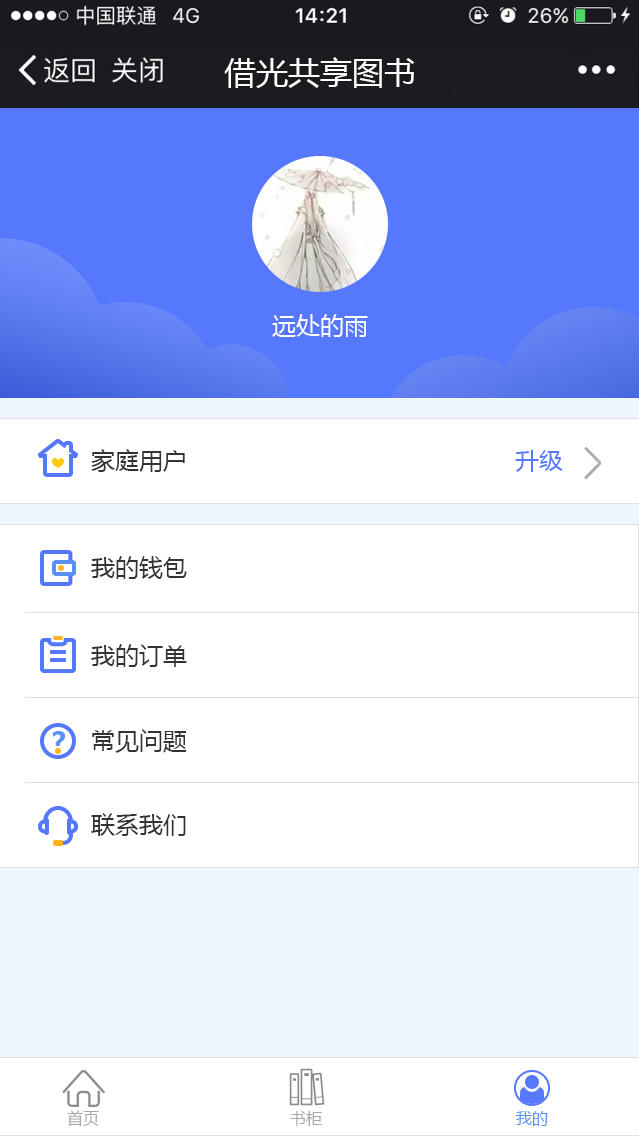 中国联通 4G 14:21 26%
返回 关闭 借光共享图书
远处的雨
家庭用户 升级
我的钱包
我的订单
常见问题
联系我们
首页 书柜 我的